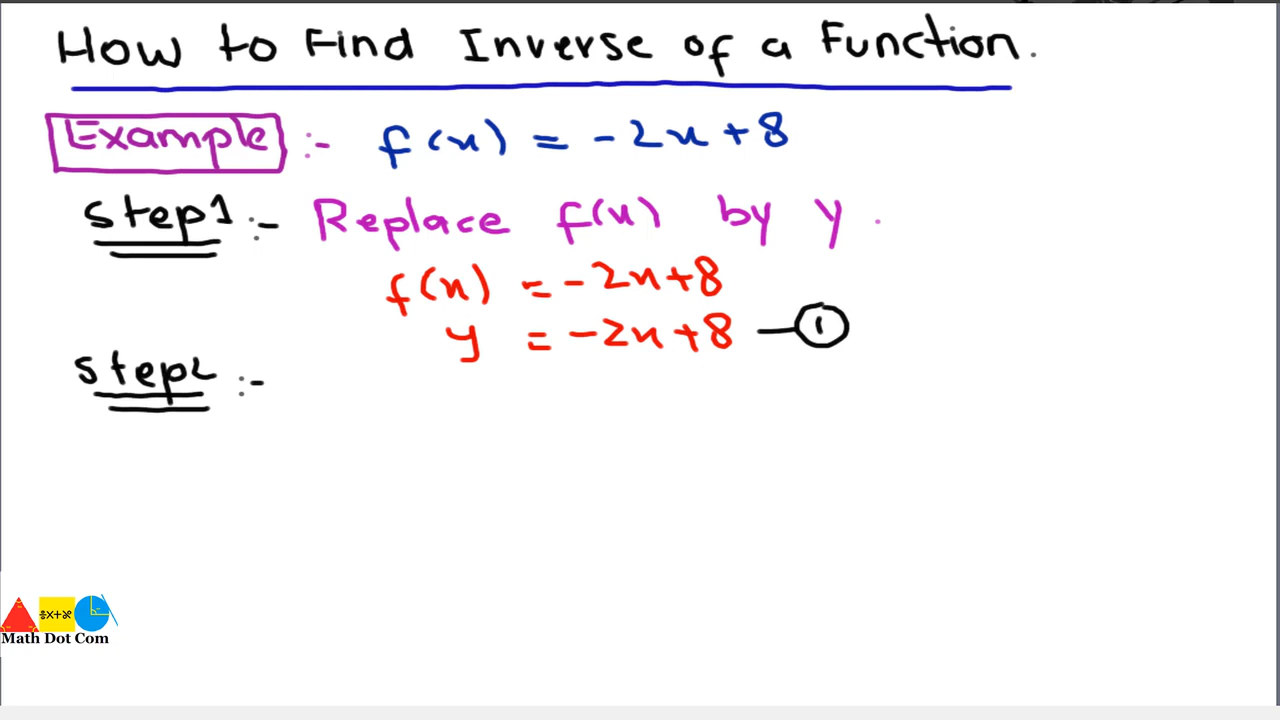 How to Find Inverse of a Function.
Example :- f(x) = -2x+8
Step1 :- Replace f(x) by y.
f(x) = -2x+8
y = -2x+8 —①
Step2 :-
Math Dot Com